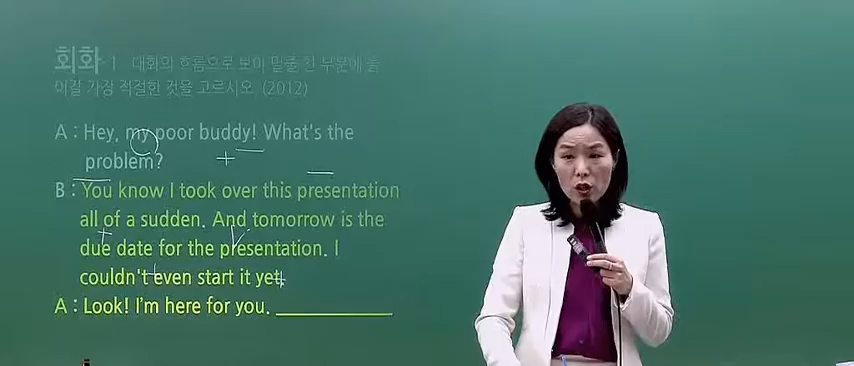 회화-1 대화의 흐름으로 보아 밑줄 친 부분에 들
어갈 가장 적절한 것을 고르시오. (2012)
A : Hey, my poor buddy! What's the
problem?
B : You know I took over this presentation
all of a sudden. And tomorrow is the
due date for the presentation. I
couldn't even start it yet.
A : Look! I'm here for you. ____________